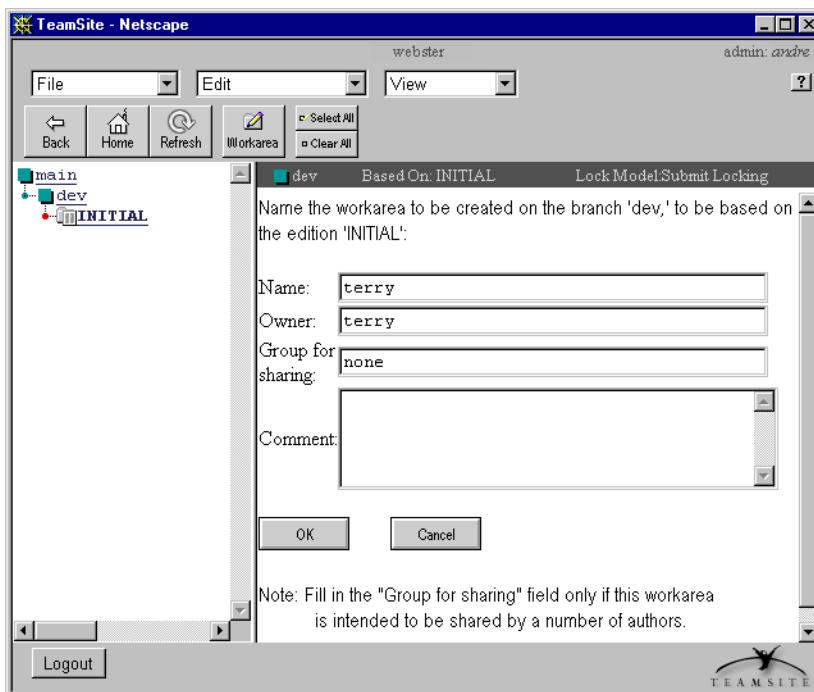 TeamSite - Netscape
webster
admin: andre
File Edit View ?
Back Home Refresh Workarea Select All
Clear All
main
dev
INITIAL
dev Based On: INITIAL Lock Model:Submit Locking
Name the workarea to be created on the branch 'dev,' to be based on
the edition 'INITIAL':
Name: terry
Owner: terry
Group for
sharing: none
Comment:
OK Cancel
Note: Fill in the "Group for sharing" field only if this workarea
is intended to be shared by a number of authors.
Logout
TEAMSITE